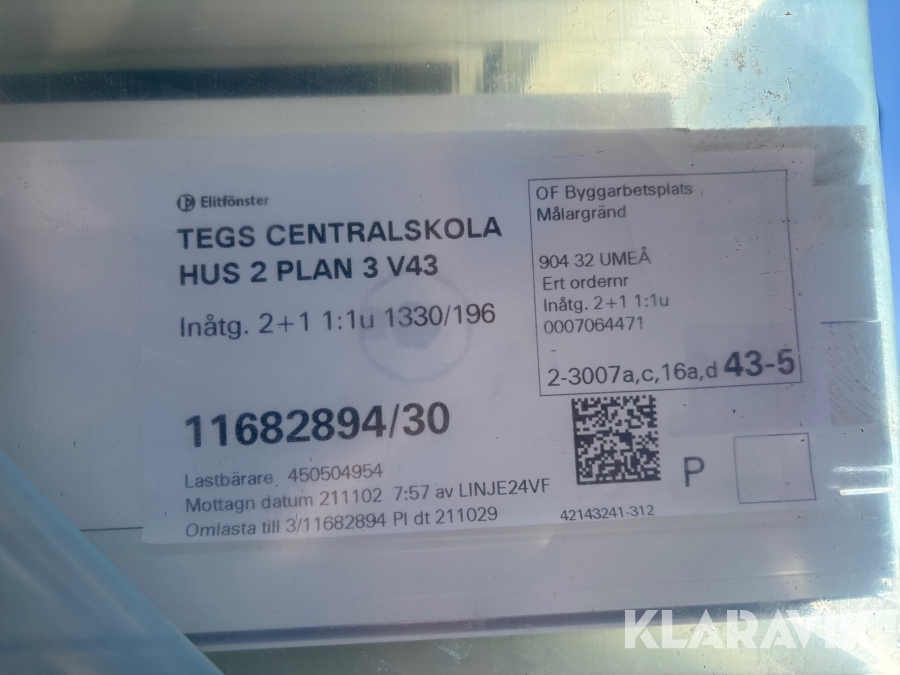 Elitfönster
TEGS CENTRALSKOLA
HUS 2 PLAN 3 V43
Inåtg. 2+1 1:1u 1330/196
11682894/30
Lastbärare 450504954
Mottagn datum 211102 7:57 av LINJE24VF
Omlasta till 3/11682894 Pl dt 211029
OF Byggarbetsplats
Målargränd
904 32 UMEÅ
Ert ordernr
Inåtg. 2+1 1:1u
0007064471
-
2-3007a,c,16a,d 43-5
P
42143241-312
KLARAVIK